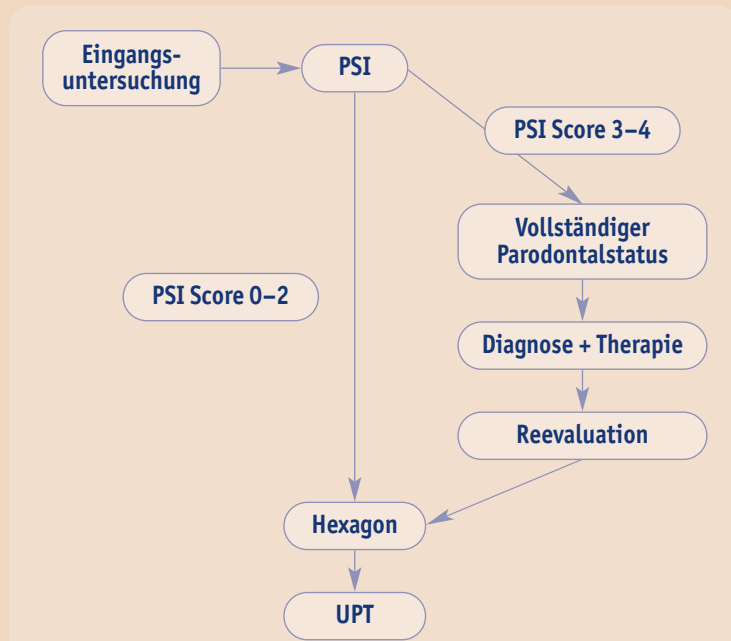 Eingangs-
untersuchung
PSI
PSI Score 3–4
Vollständiger
Parodontalstatus
PSI Score 0–2
Diagnose + Therapie
Reevaluation
Hexagon
UPT